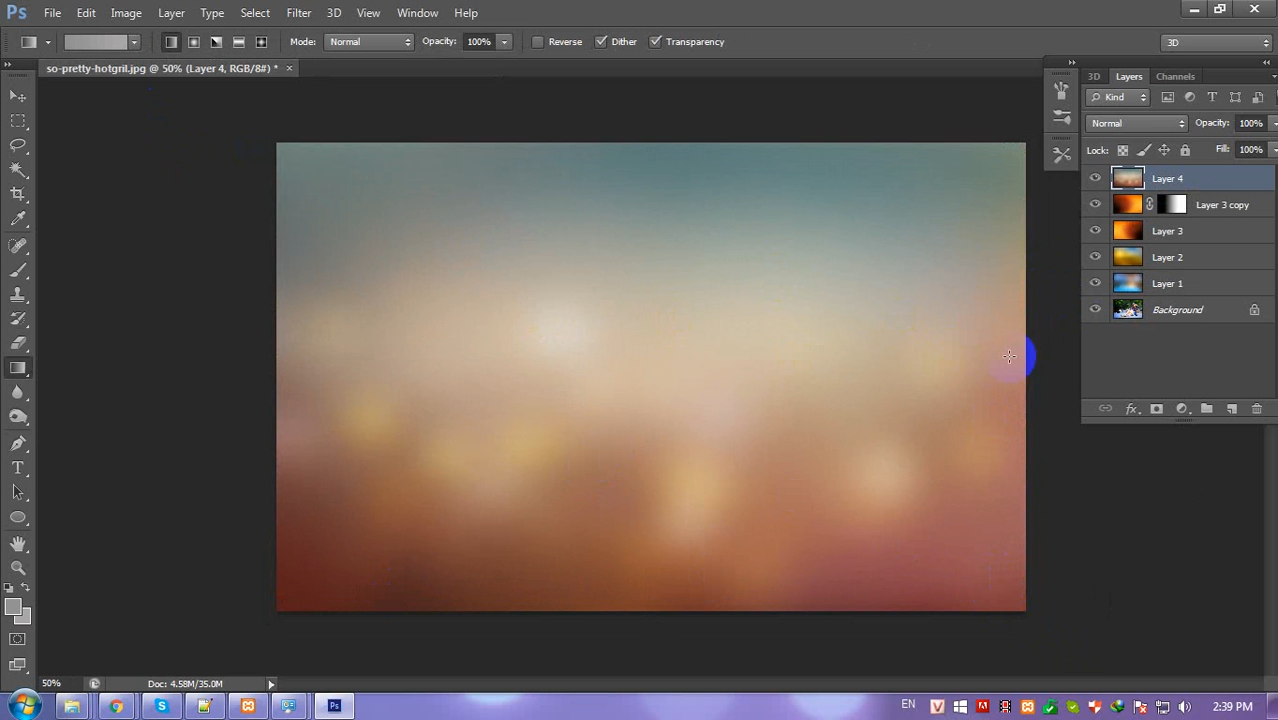 Ps File Edit Image Layer Type Select Filter 3D View Window Help
Mode: Normal Opacity: 100% Reverse Dither Transparency 3D
so-pretty-hotgril.jpg @ 50% (Layer 4, RGB/8#) *
3D Layers Channels
Kind
Normal Opacity: 100%
Lock: Fill: 100%
Layer 4
Layer 3 copy
Layer 3
Layer 2
Layer 1
Background
fx
T
50% Doc: 4.58M/35.0M
Ps EN 2:39 PM